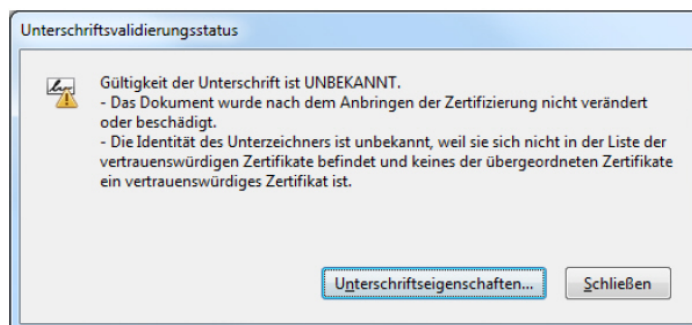 Unterschriftsvalidierungsstatus
Gültigkeit der Unterschrift ist UNBEKANNT.
- Das Dokument wurde nach dem Anbringen der Zertifizierung nicht verändert
oder beschädigt.
- Die Identität des Unterzeichners ist unbekannt, weil sie sich nicht in der Liste der
vertrauenswürdigen Zertifikate befindet und keines der übergeordneten Zertifikate
ein vertrauenswürdiges Zertifikat ist.
Unterschriftseigenschaften...
Schließen